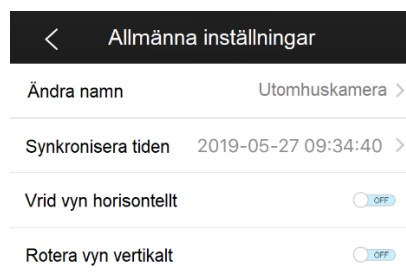 Allmänna inställningar
Ändra namn Utomhuskamera
Synkronisera tiden 2019-05-27 09:34:40
Vrid vyn horisontellt OFF
Rotera vyn vertikalt OFF